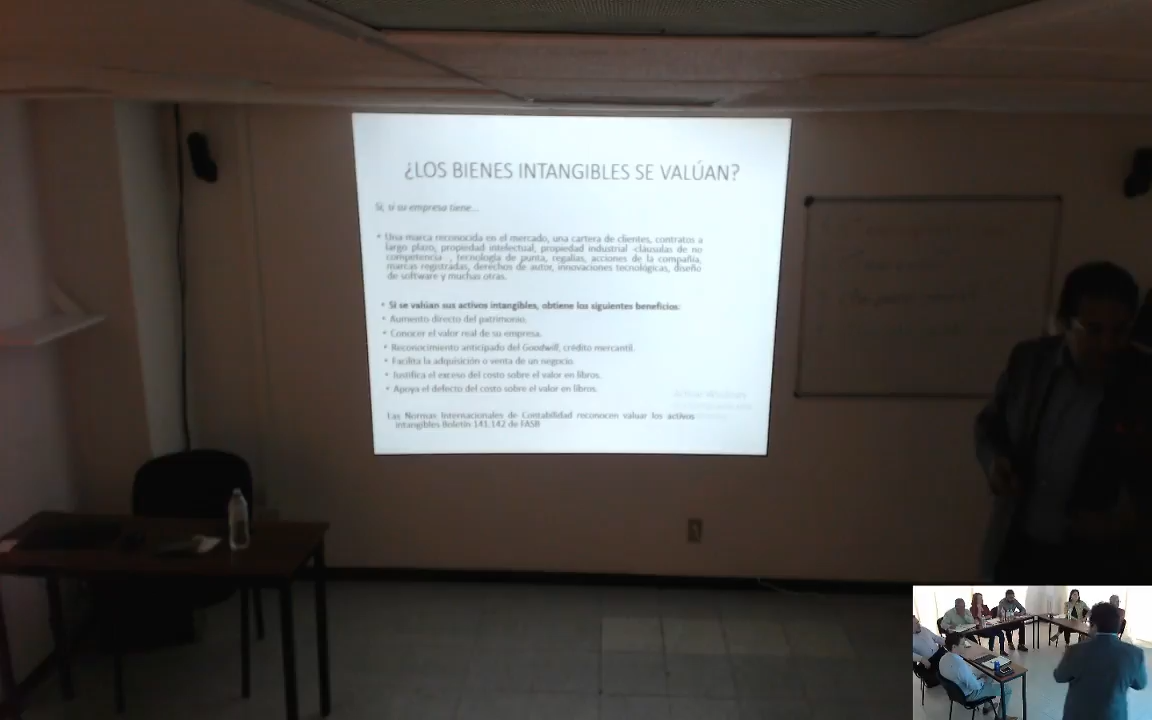 ¿LOS BIENES INTANGIBLES SE VALÚAN?
Si, si su empresa tiene...
• Una marca reconocida en el mercado, una cartera de clientes, contratos a
largo plazo, propiedad intelectual, propiedad industrial -cláusulas de no
competencia , tecnología de punta, regalías, acciones de la compañía,
marcas registradas, derechos de autor, innovaciones tecnológicas, diseño
de software y muchas otras.
• Si se valúan sus activos intangibles, obtiene los siguientes beneficios:
• Aumento directo del patrimonio.
• Conocer el valor real de su empresa.
• Reconocimiento anticipado del Goodwill, crédito mercantil.
• Facilita la adquisición o venta de un negocio.
• Justifica el exceso del costo sobre el valor en libros.
• Apoya el defecto del costo sobre el valor en libros.
Las Normas Internacionales de Contabilidad reconocen valuar los activos
intangibles Boletín 141.142 de FASB
Activar Windows